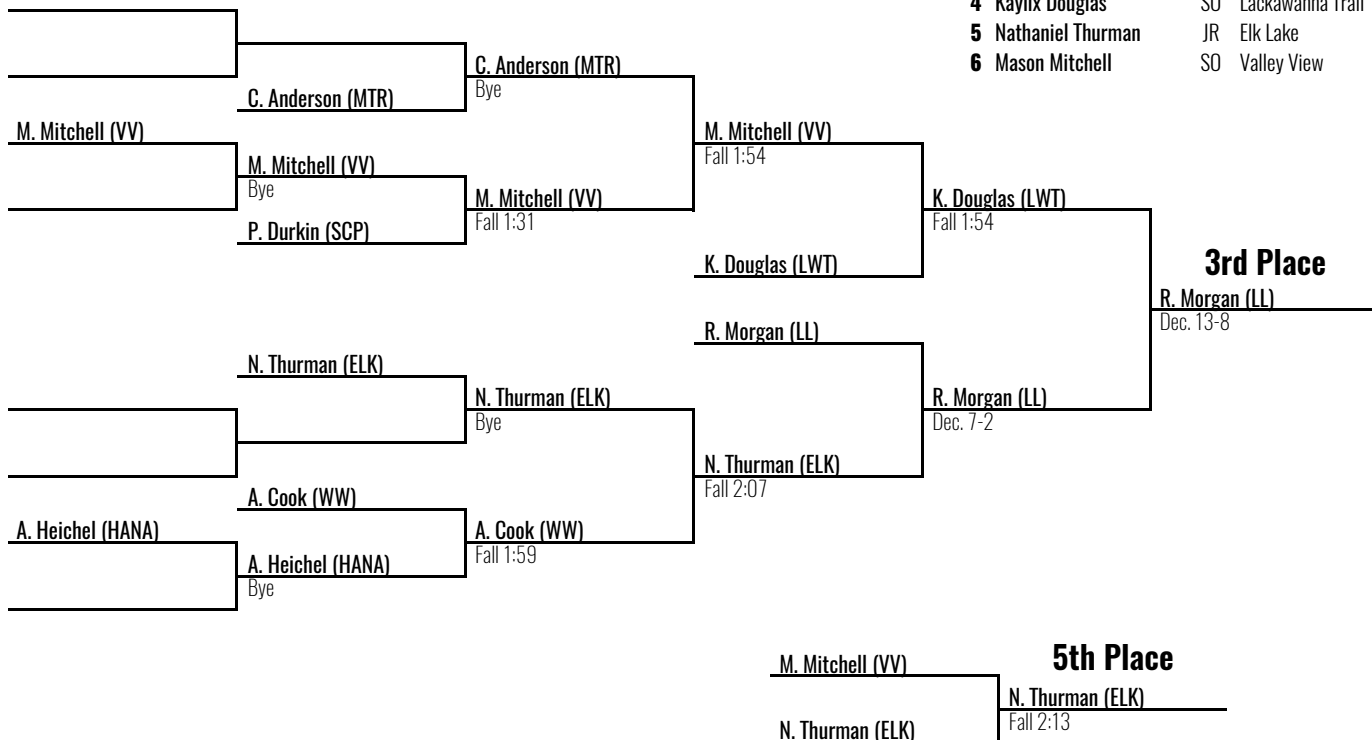 4 Kaylix Douglas SO Lackawanna Trail
5 Nathaniel Thurman JR Elk Lake
6 Mason Mitchell SO Valley View
C. Anderson (MTR)
Bye
C. Anderson (MTR)
M. Mitchell (VV)
M. Mitchell (VV)
Fall 1:54
M. Mitchell (VV)
Bye
M. Mitchell (VV)
Fall 1:31
K. Douglas (LWT)
Fall 1:54
P. Durkin (SCP)
K. Douglas (LWT)
3rd Place
R. Morgan (LL)
Dec. 13-8
R. Morgan (LL)
N. Thurman (ELK)
N. Thurman (ELK)
Bye
R. Morgan (LL)
Dec. 7-2
N. Thurman (ELK)
Fall 2:07
A. Cook (WW)
A. Heichel (HANA)
A. Cook (WW)
Fall 1:59
A. Heichel (HANA)
Bye
5th Place
M. Mitchell (VV)
N. Thurman (ELK)
Fall 2:13
N. Thurman (ELK)